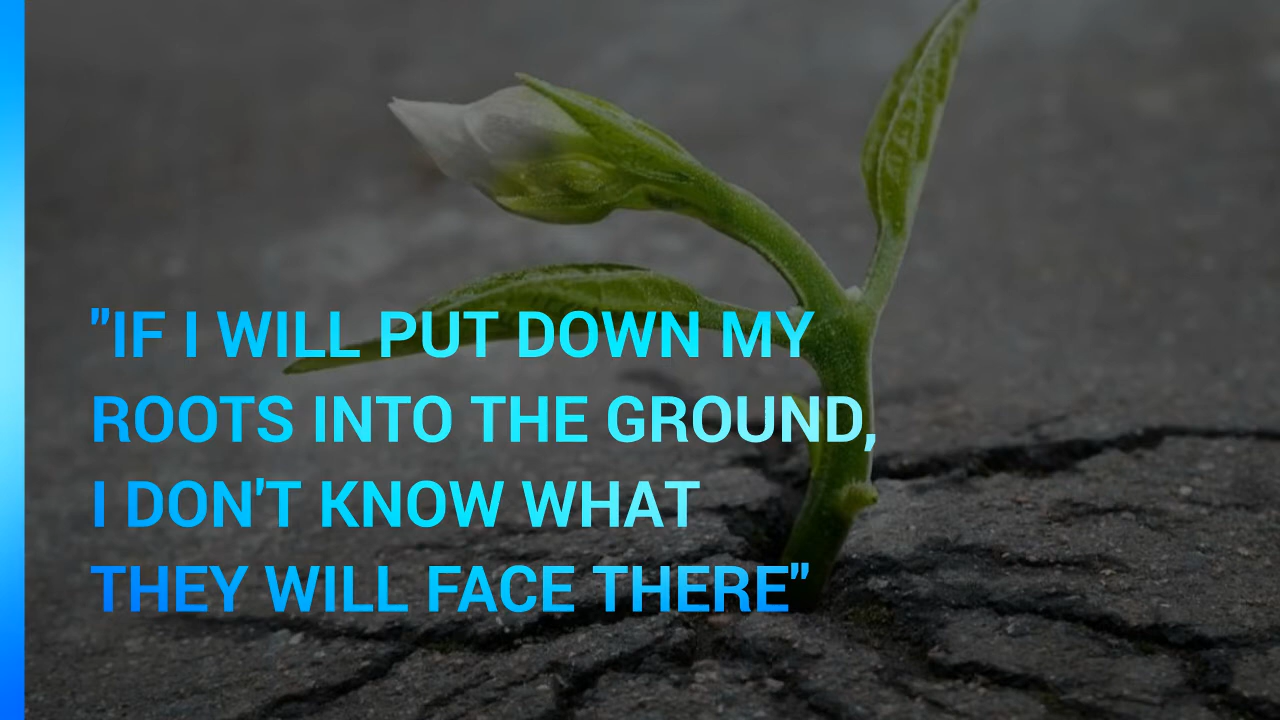 "IF I WILL PUT DOWN MY
ROOTS INTO THE GROUND,
I DON'T KNOW WHAT
THEY WILL FACE THERE"